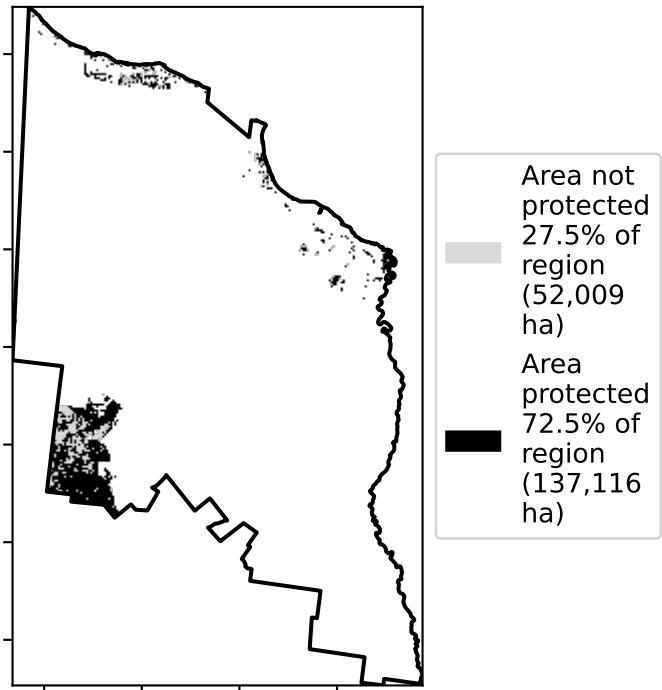 Area not
protected
27.5% of
region
(52,009
ha)
Area
protected
72.5% of
region
(137,116
ha)